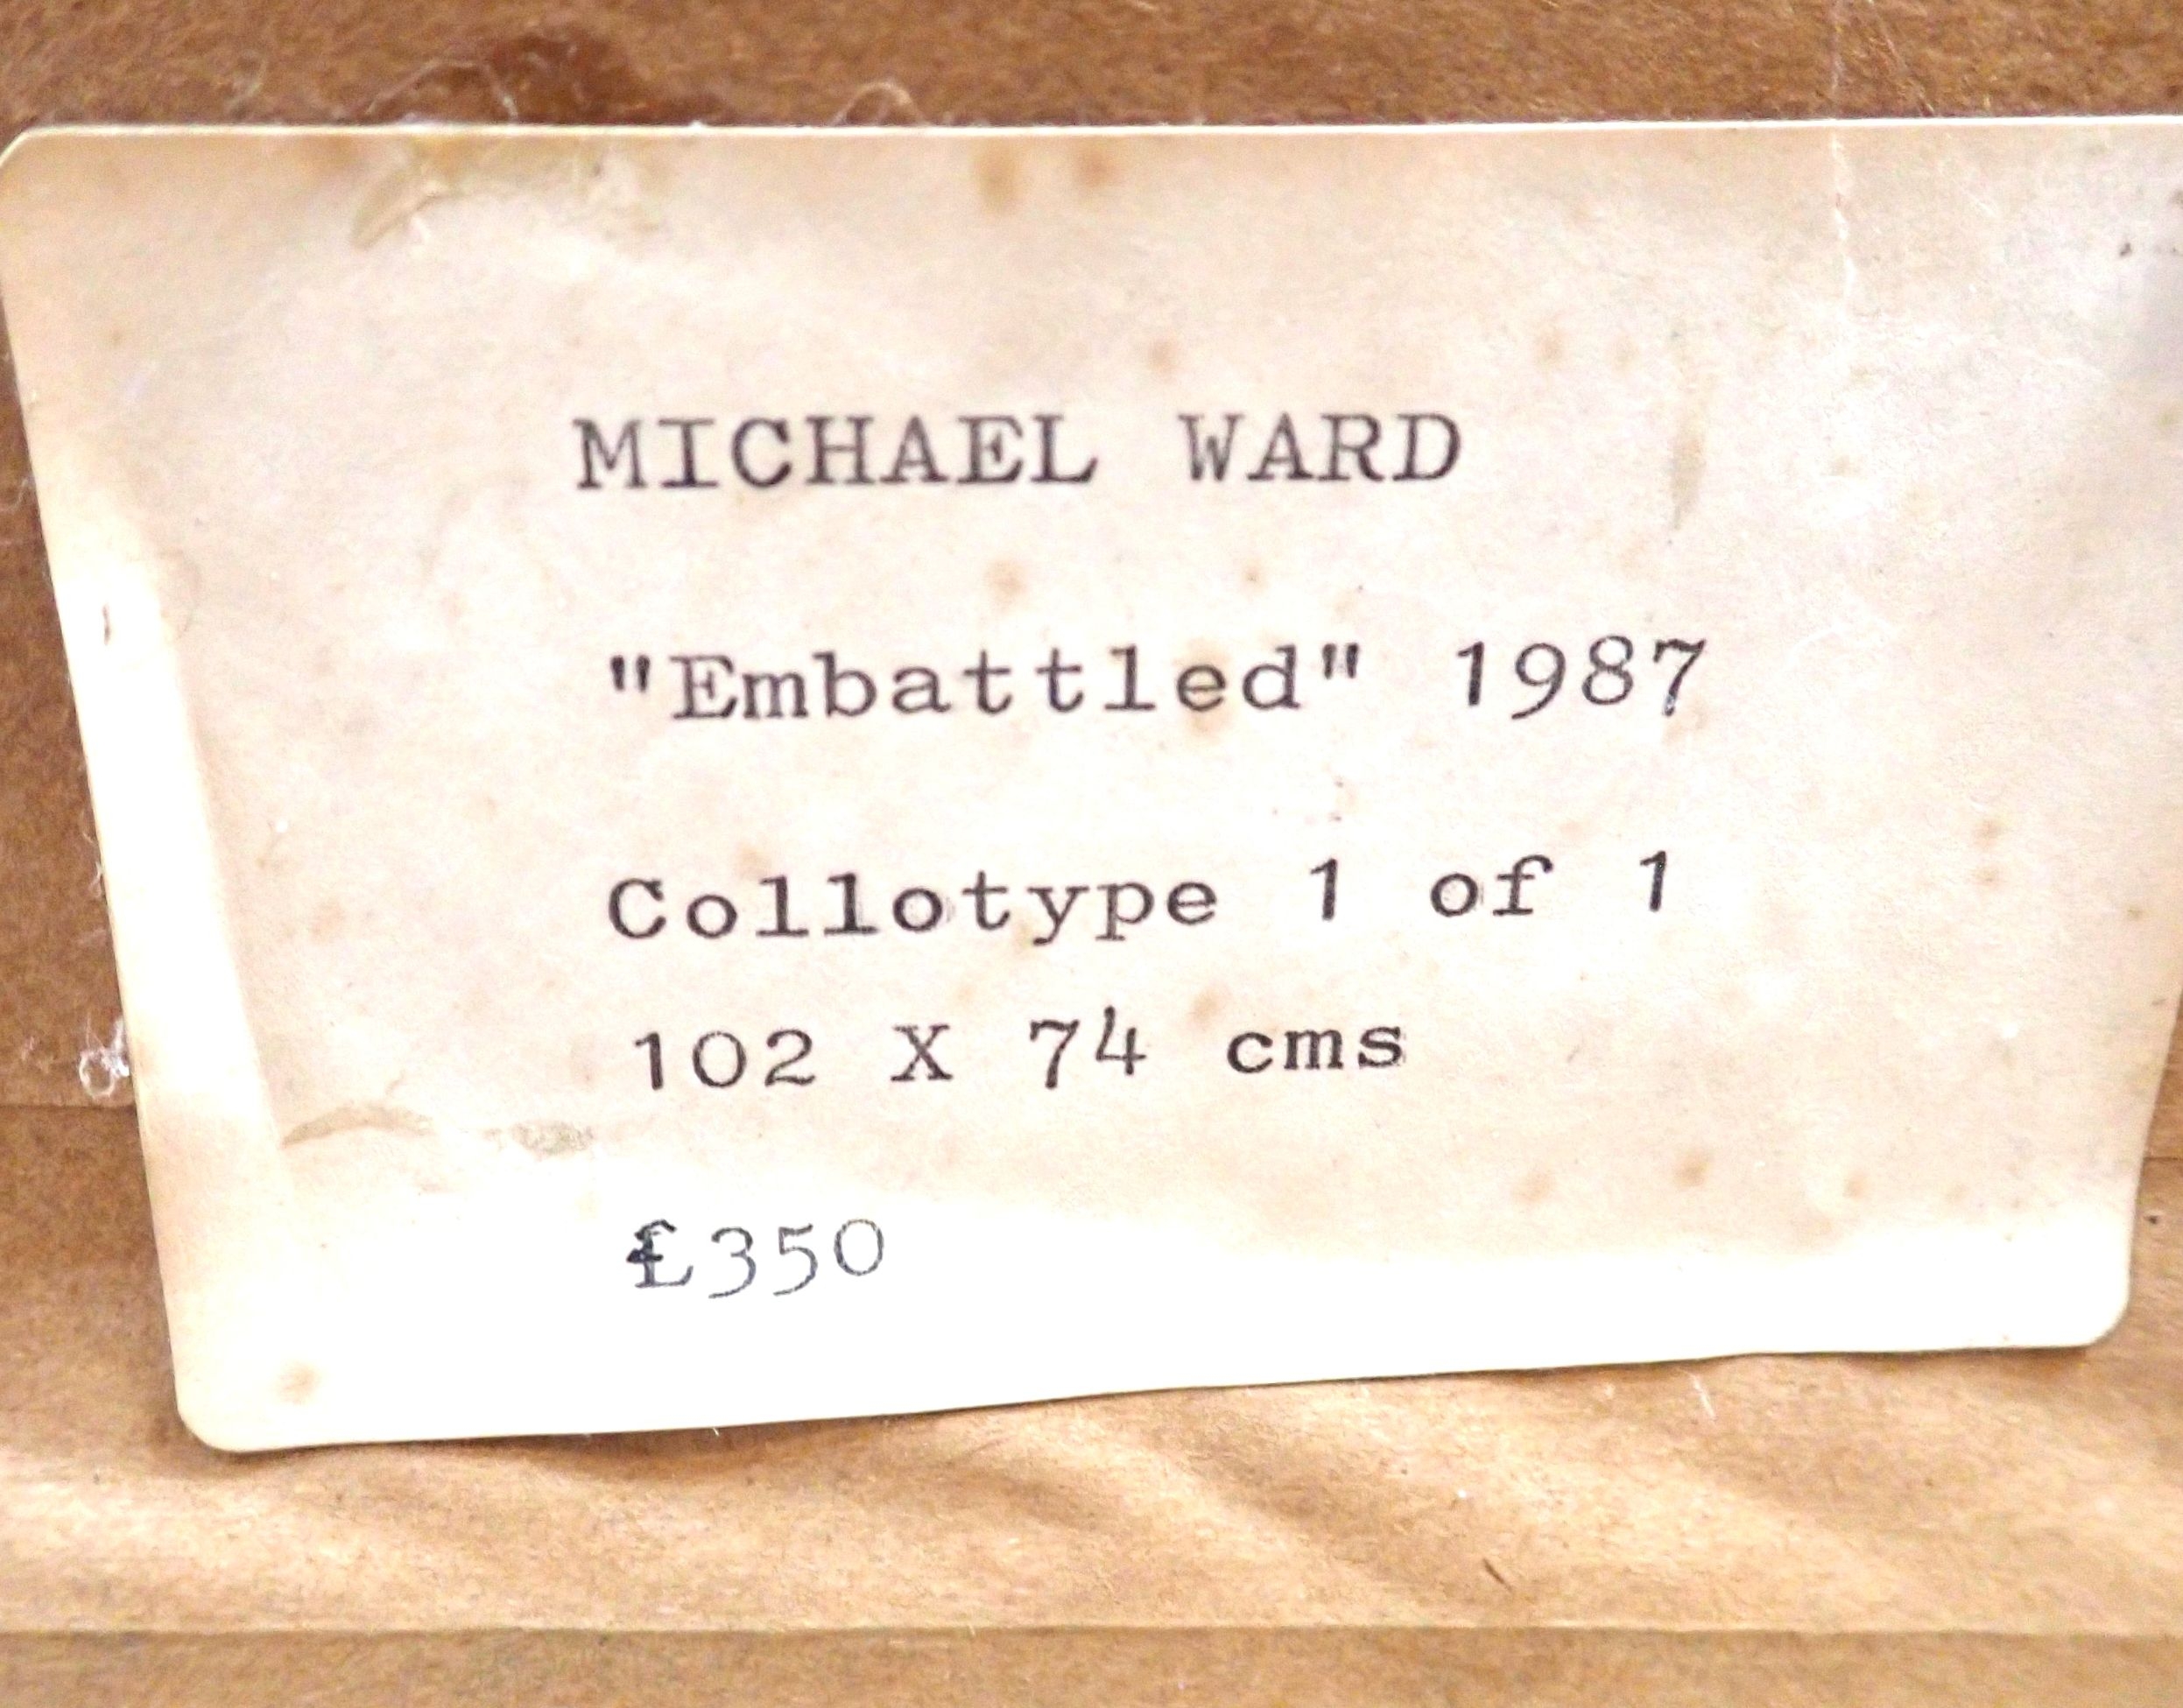 MICHAEL WARD
"Embattled" 1987
Collotype 1 of 1
102 X 74 cms
£350